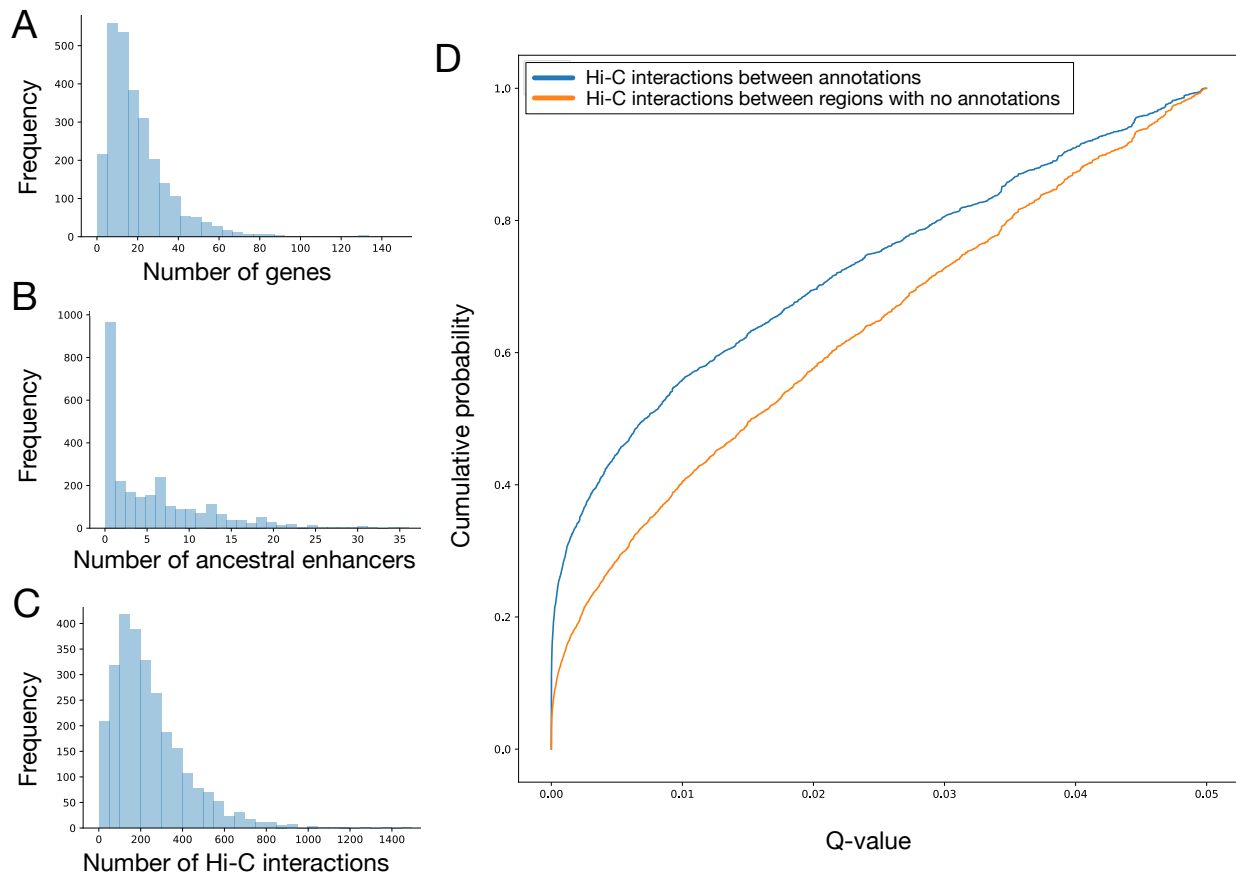 A
500
400
300
200
100
0
Frequency
0 20 40 60 80 100 120 140
Number of genes
B
1000
800
600
400
200
0
Frequency
0 5 10 15 20 25 30 35
Number of ancestral enhancers
C
400
350
300
250
200
150
100
50
0
Frequency
0 200 400 600 800 1000 1200 1400
Number of Hi-C interactions
D
Hi-C interactions between annotations
Hi-C interactions between regions with no annotations
1.0
0.8
0.6
0.4
0.2
0.0
Cumulative probability
0.00 0.01 0.02 0.03 0.04 0.05
Q-value